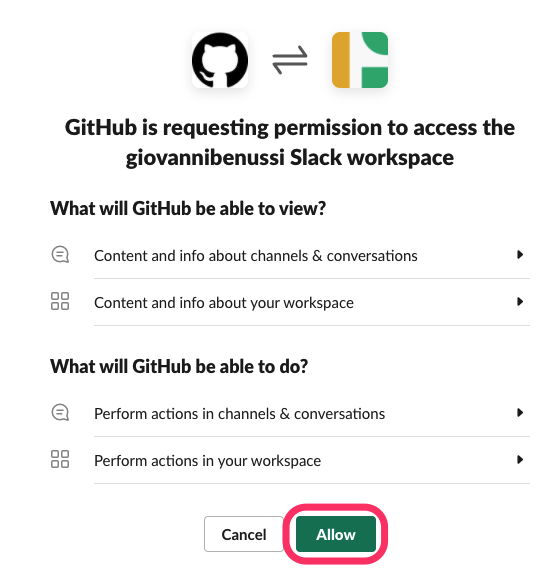 GitHub is requesting permission to access the
giovannibenussi Slack workspace
What will GitHub be able to view?
Content and info about channels & conversations
Content and info about your workspace
What will GitHub be able to do?
Perform actions in channels & conversations
Perform actions in your workspace
Cancel Allow